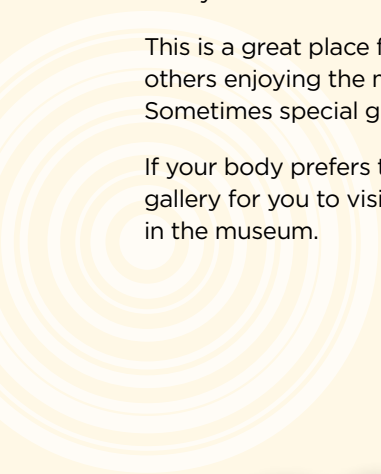 This is a great place
others enjoying the
Sometimes special
If your body prefers
gallery for you to
in the museum.